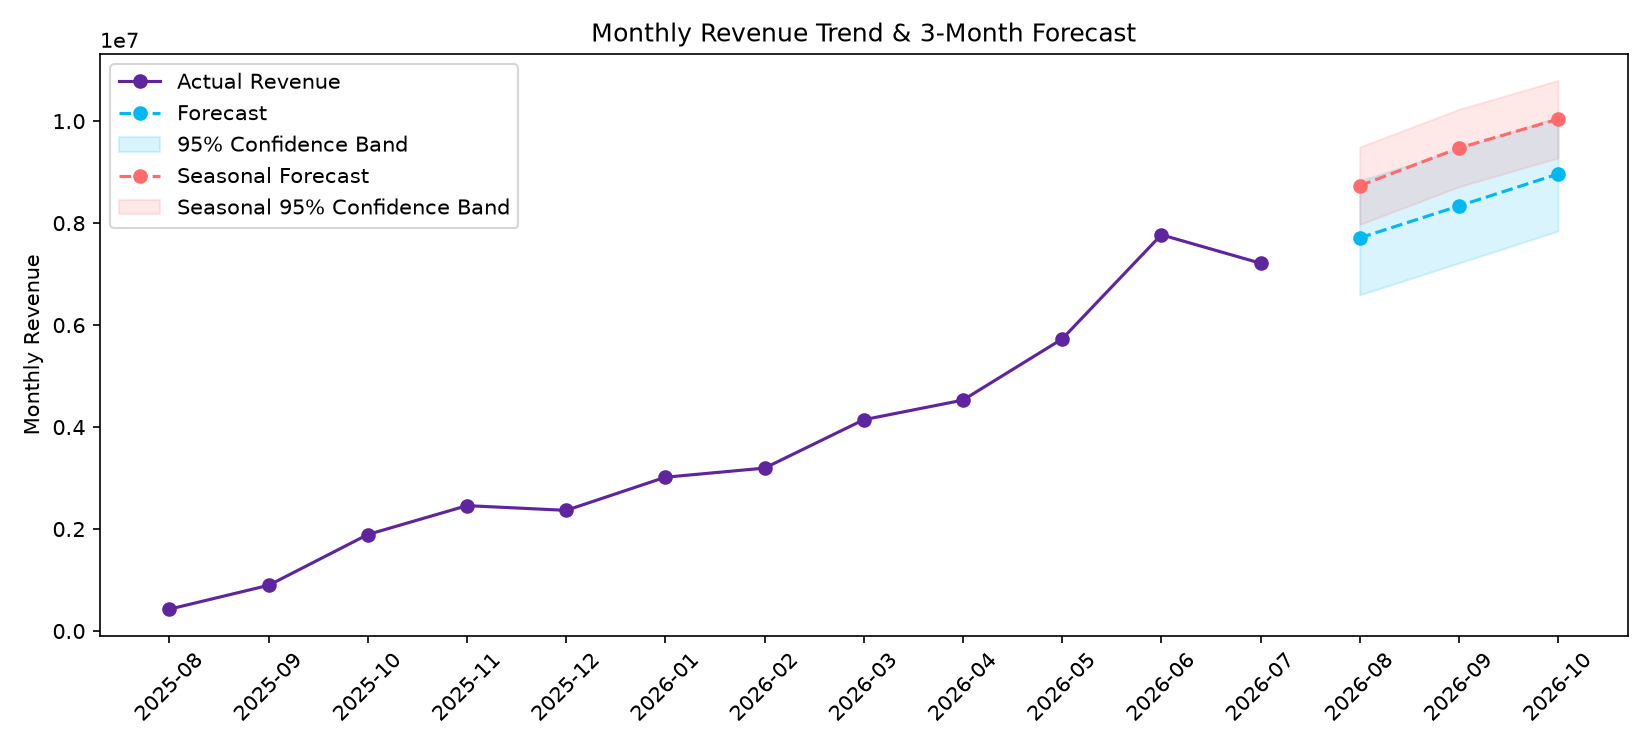 Monthly Revenue Trend & 3-Month Forecast
1e7
Actual Revenue
Forecast
95% Confidence Band
Seasonal Forecast
Seasonal 95% Confidence Band
Monthly Revenue
1.0
0.8
0.6
0.4
0.2
0.0
2025-08
2025-09
2025-10
2025-11
2025-12
2026-01
2026-02
2026-03
2026-04
2026-05
2026-06
2026-07
2026-08
2026-09
2026-10